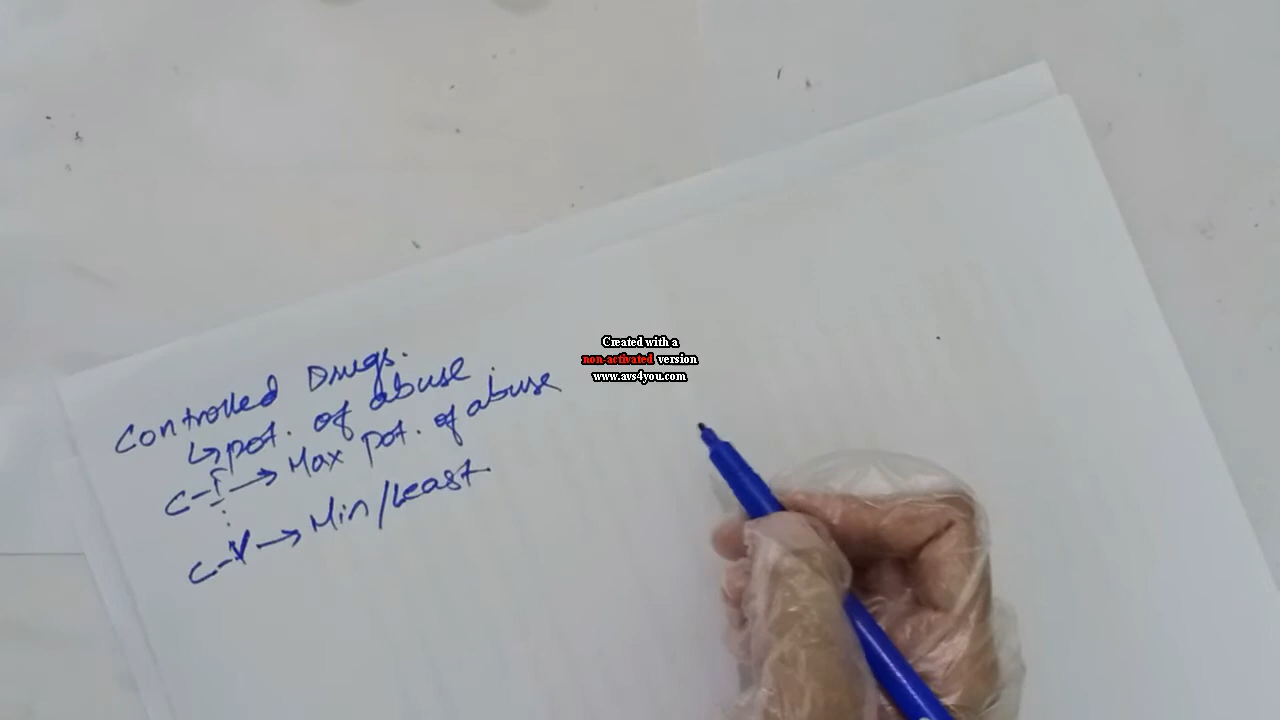 Controlled Drugs.
↳ pot. of abuse.
C-I → Max pot. of abuse
⋮
C-V → Min/Least
Created with a
non-activated version
www.avs4you.com